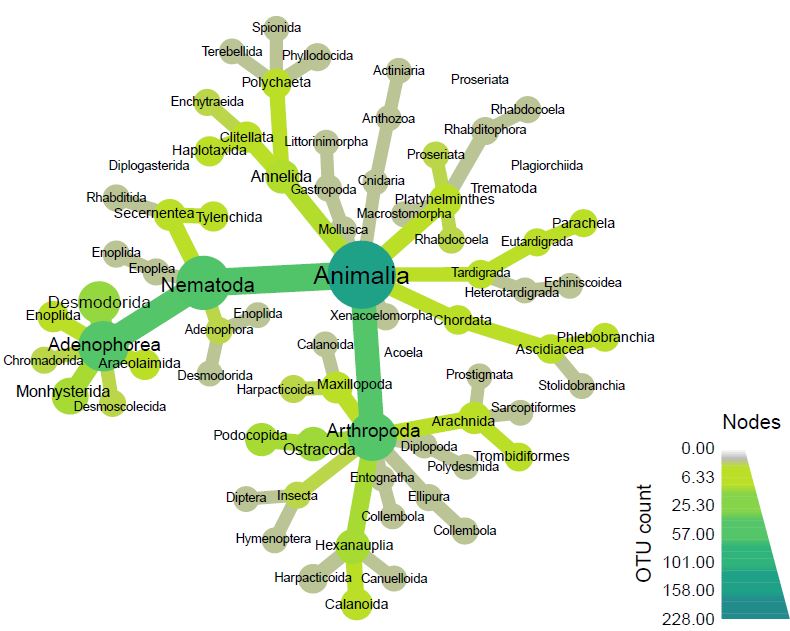 Spionida
Terebellida
Phyllodocida
Polychaeta
Actiniaria
Proseriata
Enchytraeida
Rhabdocoela
Anthozoa
Rhabditophora
Clitellata
Littorinimorpha
Haplotaxida
Proseriata
Diplogasterida
Plagiorchiida
Annelida
Cnidaria
Gastropoda
Trematoda
Rhabditida
Platyhelminthes
Macrostomorpha
Secernentea
Tylenchida
Parachela
Mollusca
Rhabdocoela
Eutardigrada
Enoplida
Enoplea
Animalia
Tardigrada
Nematoda
Echiniscoidea
Heterotardigrada
Desmodorida
Enoplida
Enoplida
Xenacoelomorpha
Chordata
Adenophora
Phlebobranchia
Adenophorea
Calanoida
Acoela
Ascidiacea
Chromadorida
Araeolaimida
Desmodorida
Prostigmata
Maxillopoda
Stolidobranchia
Monhysterida
Harpacticoida
Desmoscolecida
Sarcoptiformes
Nodes
Arachnida
Podocopida
Arthropoda
Ostracoda
Diplopoda
0.00
Trombidiformes
Polydesmida
Entognatha
6.33
Diptera
Insecta
Ellipura
25.30
Collembola
Collembola
57.00
Hymenoptera
Hexanauplia
OTU count
101.00
Harpacticoida
Canuelloida
158.00
Calanoida
228.00